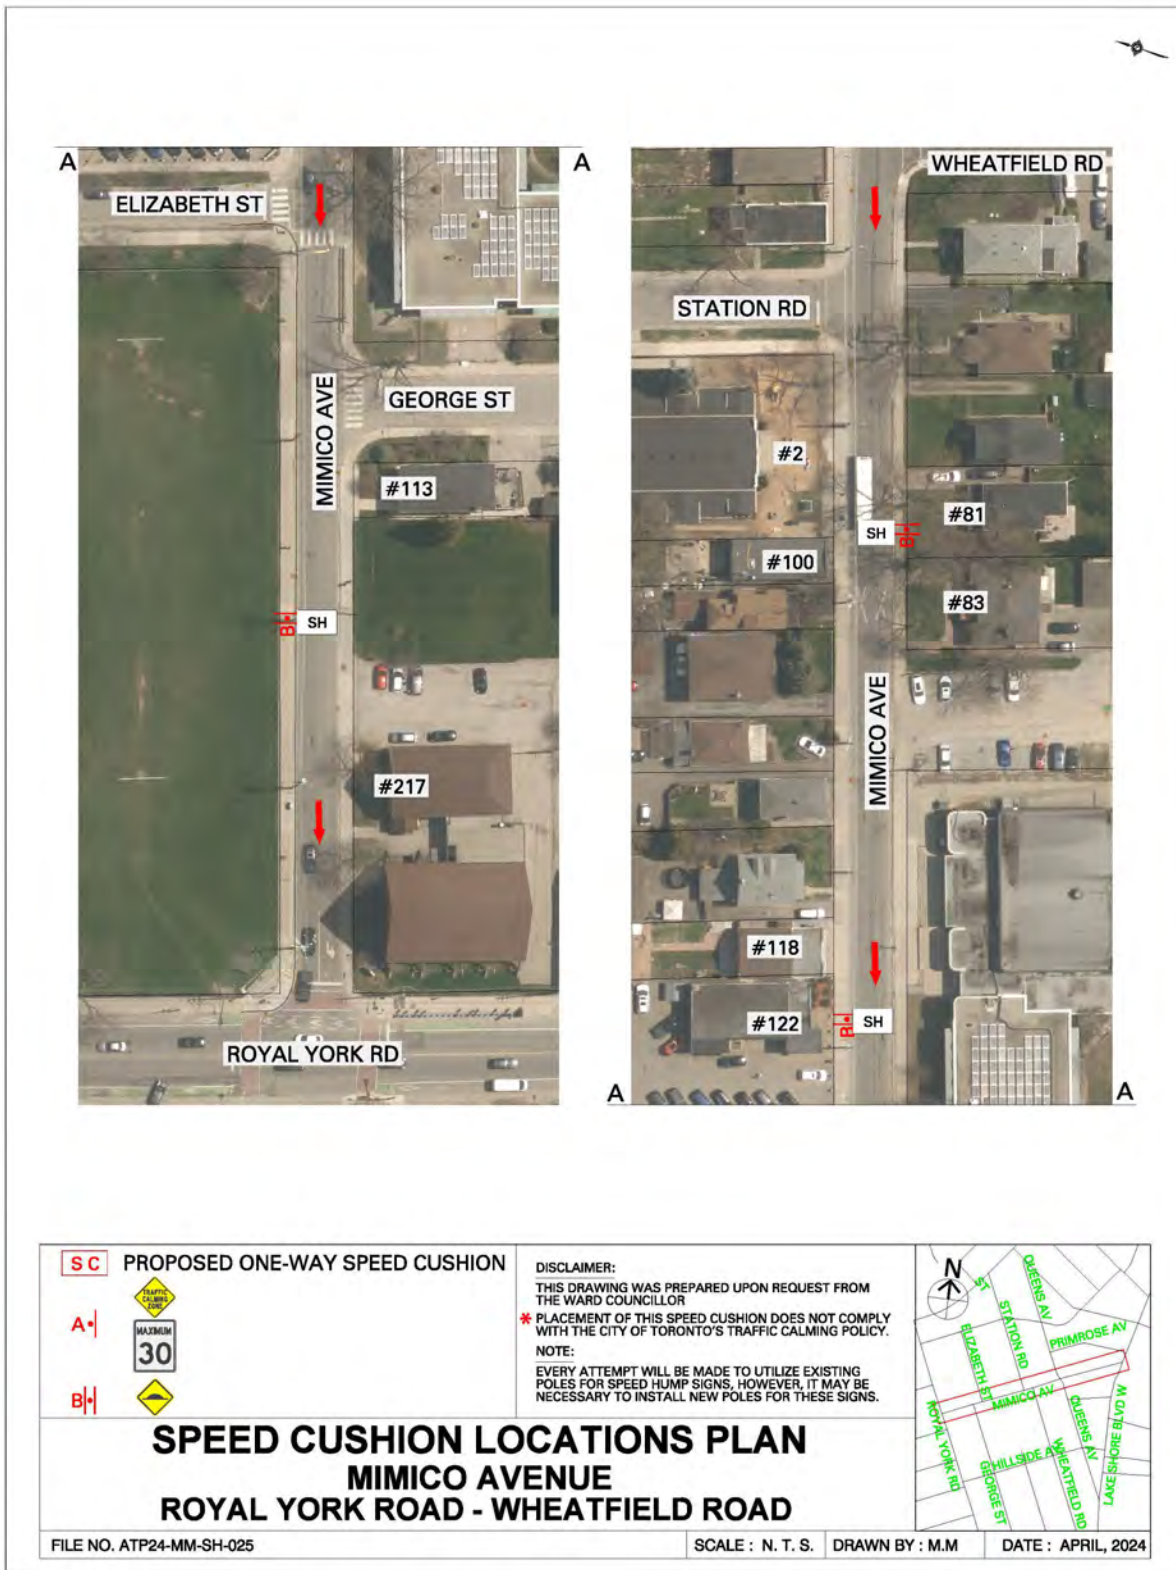 A
A
ELIZABETH ST
MIMICO AVE
GEORGE ST
#113
B
SH
#217
ROYAL YORK RD
WHEATFIELD RD
STATION RD
#2
#81
SH
B
#100
#83
MIMICO AVE
#118
#122
B
SH
A
A
S C PROPOSED ONE-WAY SPEED CUSHION
TRAFFIC
CALMING
ZONE
A
MAXIMUM
30
B
DISCLAIMER:
THIS DRAWING WAS PREPARED UPON REQUEST FROM
THE WARD COUNCILLOR
* PLACEMENT OF THIS SPEED CUSHION DOES NOT COMPLY
WITH THE CITY OF TORONTO'S TRAFFIC CALMING POLICY.
NOTE:
EVERY ATTEMPT WILL BE MADE TO UTILIZE EXISTING
POLES FOR SPEED HUMP SIGNS, HOWEVER, IT MAY BE
NECESSARY TO INSTALL NEW POLES FOR THESE SIGNS.
N
ST
QUEENS AV
STATION RD
PRIMROSE AV
ELIZABETH ST
MIMICO AV
ROYAL YORK RD
QUEENS AV
LAKE SHORE BLVD W
HILLSIDE AV
GEORGE ST
WHEATFIELD RD
SPEED CUSHION LOCATIONS PLAN
MIMICO AVENUE
ROYAL YORK ROAD - WHEATFIELD ROAD
FILE NO. ATP24-MM-SH-025
SCALE : N. T. S.
DRAWN BY : M.M
DATE : APRIL, 2024